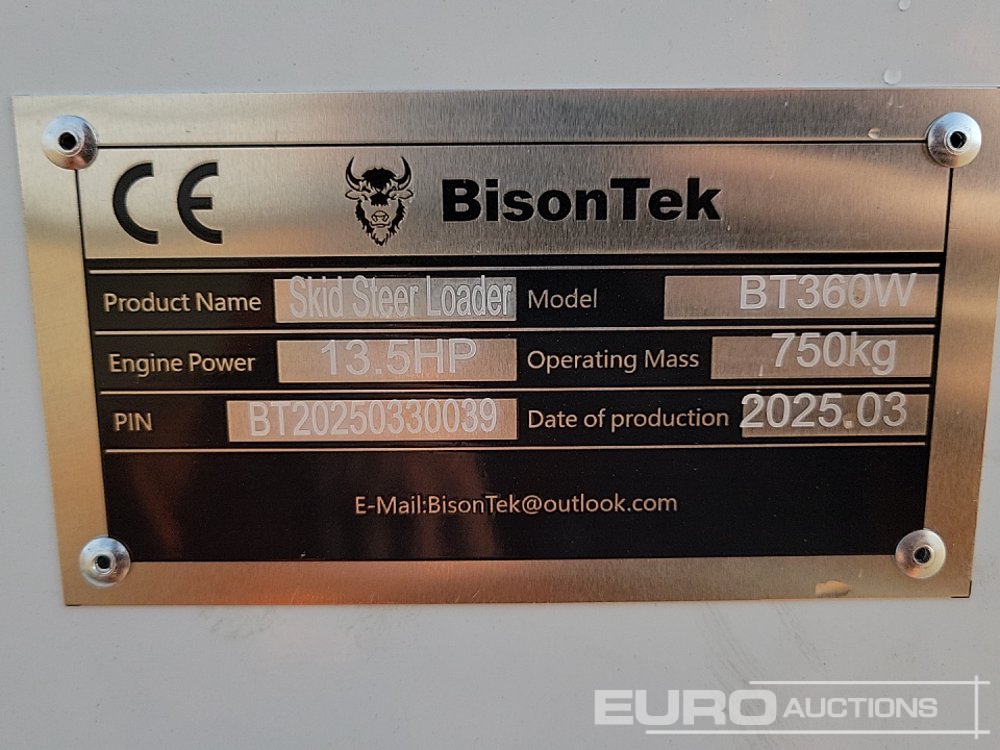 CE
BisonTek
Product Name Skid Steer Loader Model BT360W
Engine Power 13.5HP Operating Mass 750kg
PIN BT20250330039 Date of production 2025.03
E-Mail:BisonTek@outlook.com
EURO AUCTIONS